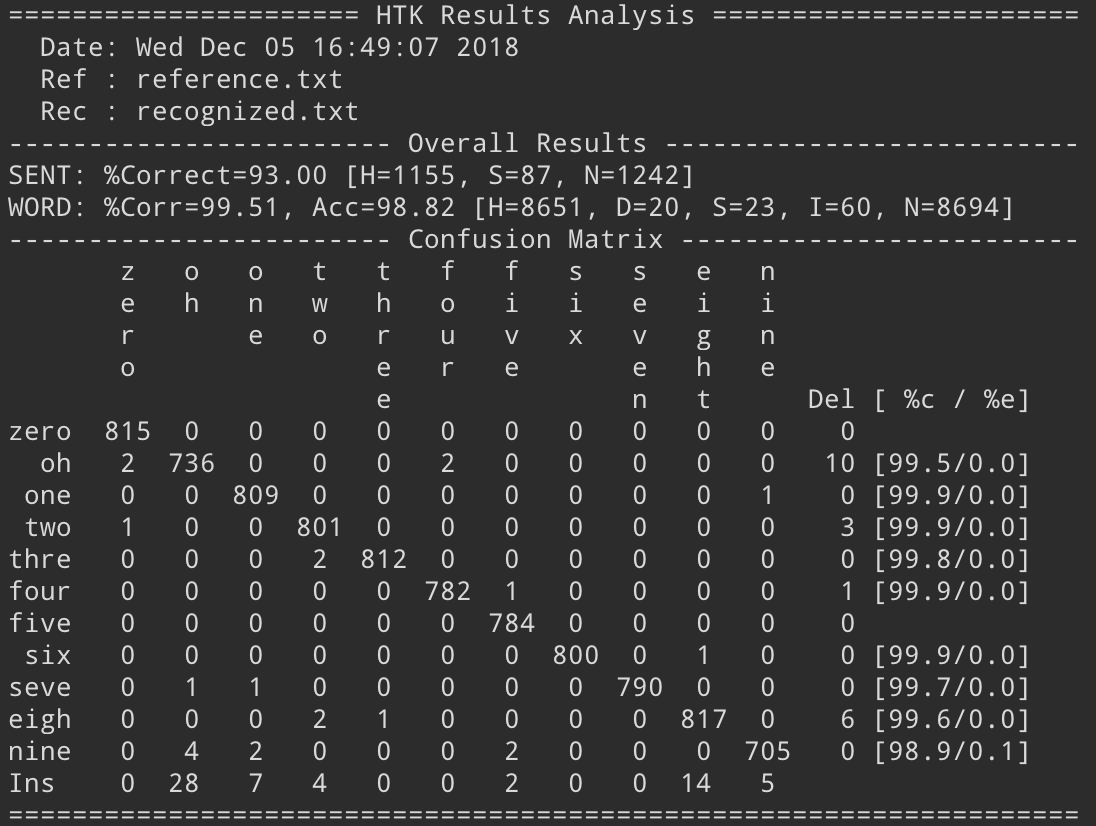 ====================== HTK Results Analysis =======================
  Date: Wed Dec 05 16:49:07 2018
  Ref : reference.txt
  Rec : recognized.txt
------------------------ Overall Results --------------------------
SENT: %Correct=93.00 [H=1155, S=87, N=1242]
WORD: %Corr=99.51, Acc=98.82 [H=8651, D=20, S=23, I=60, N=8694]
------------------------ Confusion Matrix -------------------------
       z   o   o   t   t   f   f   s   s   e   n
       e   h   n   w   h   o   i   i   e   i   i
       r       e   o   r   u   v   x   v   g   n
       o               e   r   e       e   h   e
                       e               n   t      Del [ %c / %e]
zero  815  0   0   0   0   0   0   0   0   0   0    0
  oh   2  736  0   0   0   2   0   0   0   0   0   10 [99.5/0.0]
 one   0   0  809  0   0   0   0   0   0   0   1    0 [99.9/0.0]
 two   1   0   0  801  0   0   0   0   0   0   0    3 [99.9/0.0]
thre   0   0   0   2  812  0   0   0   0   0   0    0 [99.8/0.0]
four   0   0   0   0   0  782  1   0   0   0   0    1 [99.9/0.0]
five   0   0   0   0   0   0  784  0   0   0   0    0
 six   0   0   0   0   0   0   0  800  0   1   0    0 [99.9/0.0]
seve   0   1   1   0   0   0   0   0  790  0   0    0 [99.7/0.0]
eigh   0   0   0   2   1   0   0   0   0  817  0    6 [99.6/0.0]
nine   0   4   2   0   0   0   2   0   0   0  705   0 [98.9/0.1]
Ins    0  28   7   4   0   0   2   0   0  14   5
===================================================================